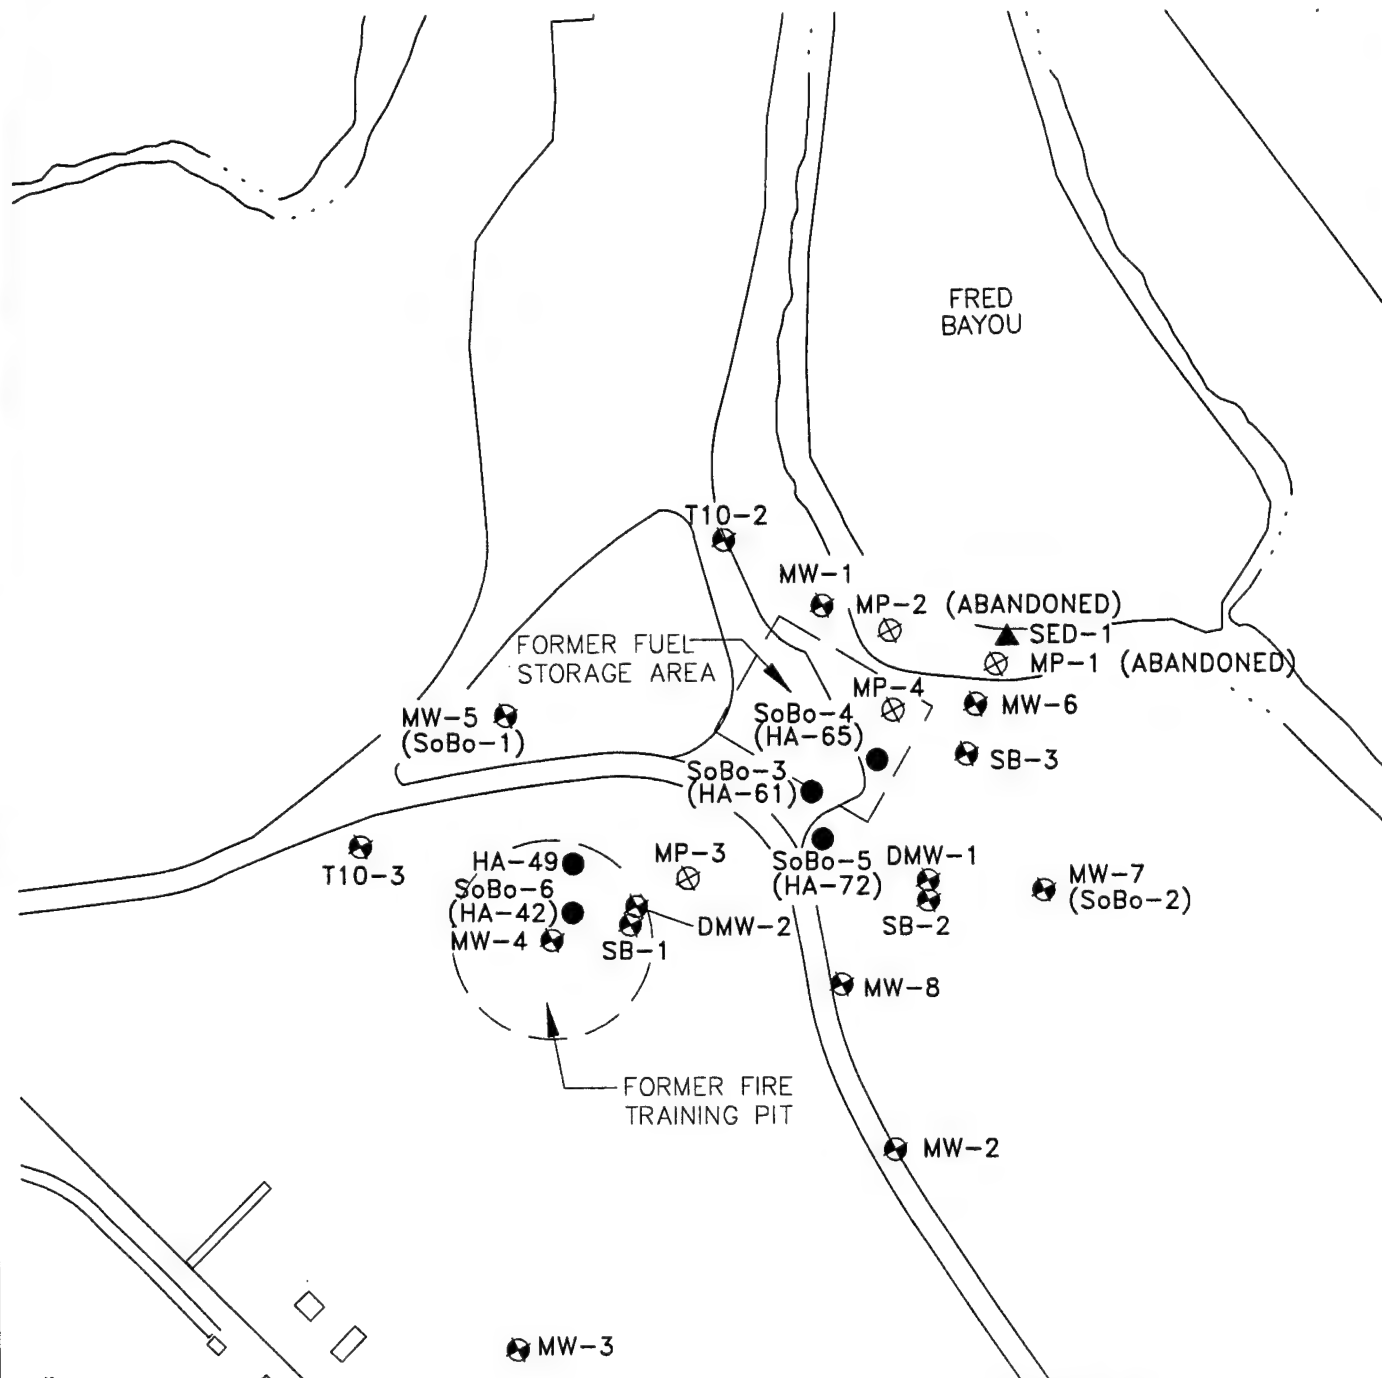 FRED
BAYOU
T10-2
MW-1
MP-2 (ABANDONED)
SED-1
MP-1 (ABANDONED)
FORMER FUEL
STORAGE AREA
MP-4
MW-6
SoBo-4
(HA-65)
MW-5
(SoBo-1)
SB-3
SoBo-3
(HA-61)
T10-3
HA-49
SoBo-6
(HA-42)
MW-4
MP-3
SoBo-5
(HA-72)
DMW-1
SB-2
MW-7
(SoBo-2)
DMW-2
SB-1
MW-8
FORMER FIRE
TRAINING PIT
MW-2
MW-3